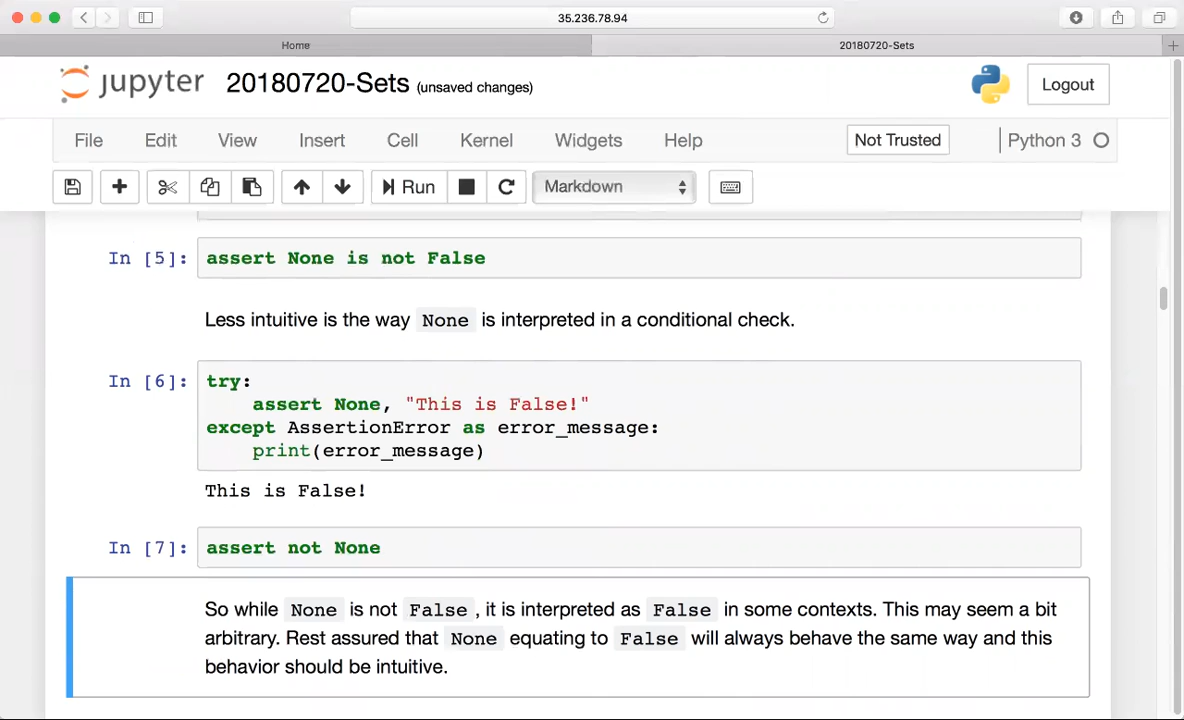 35.236.78.94
Home
20180720-Sets
jupyter 20180720-Sets (unsaved changes)
Logout
File Edit View Insert Cell Kernel Widgets Help
Not Trusted
Python 3
Run
Markdown
In [5]: assert None is not False
Less intuitive is the way None is interpreted in a conditional check.
In [6]: try:
    assert None, "This is False!"
except AssertionError as error_message:
    print(error_message)
This is False!
In [7]: assert not None
So while None is not False, it is interpreted as False in some contexts. This may seem a bit
arbitrary. Rest assured that None equating to False will always behave the same way and this
behavior should be intuitive.